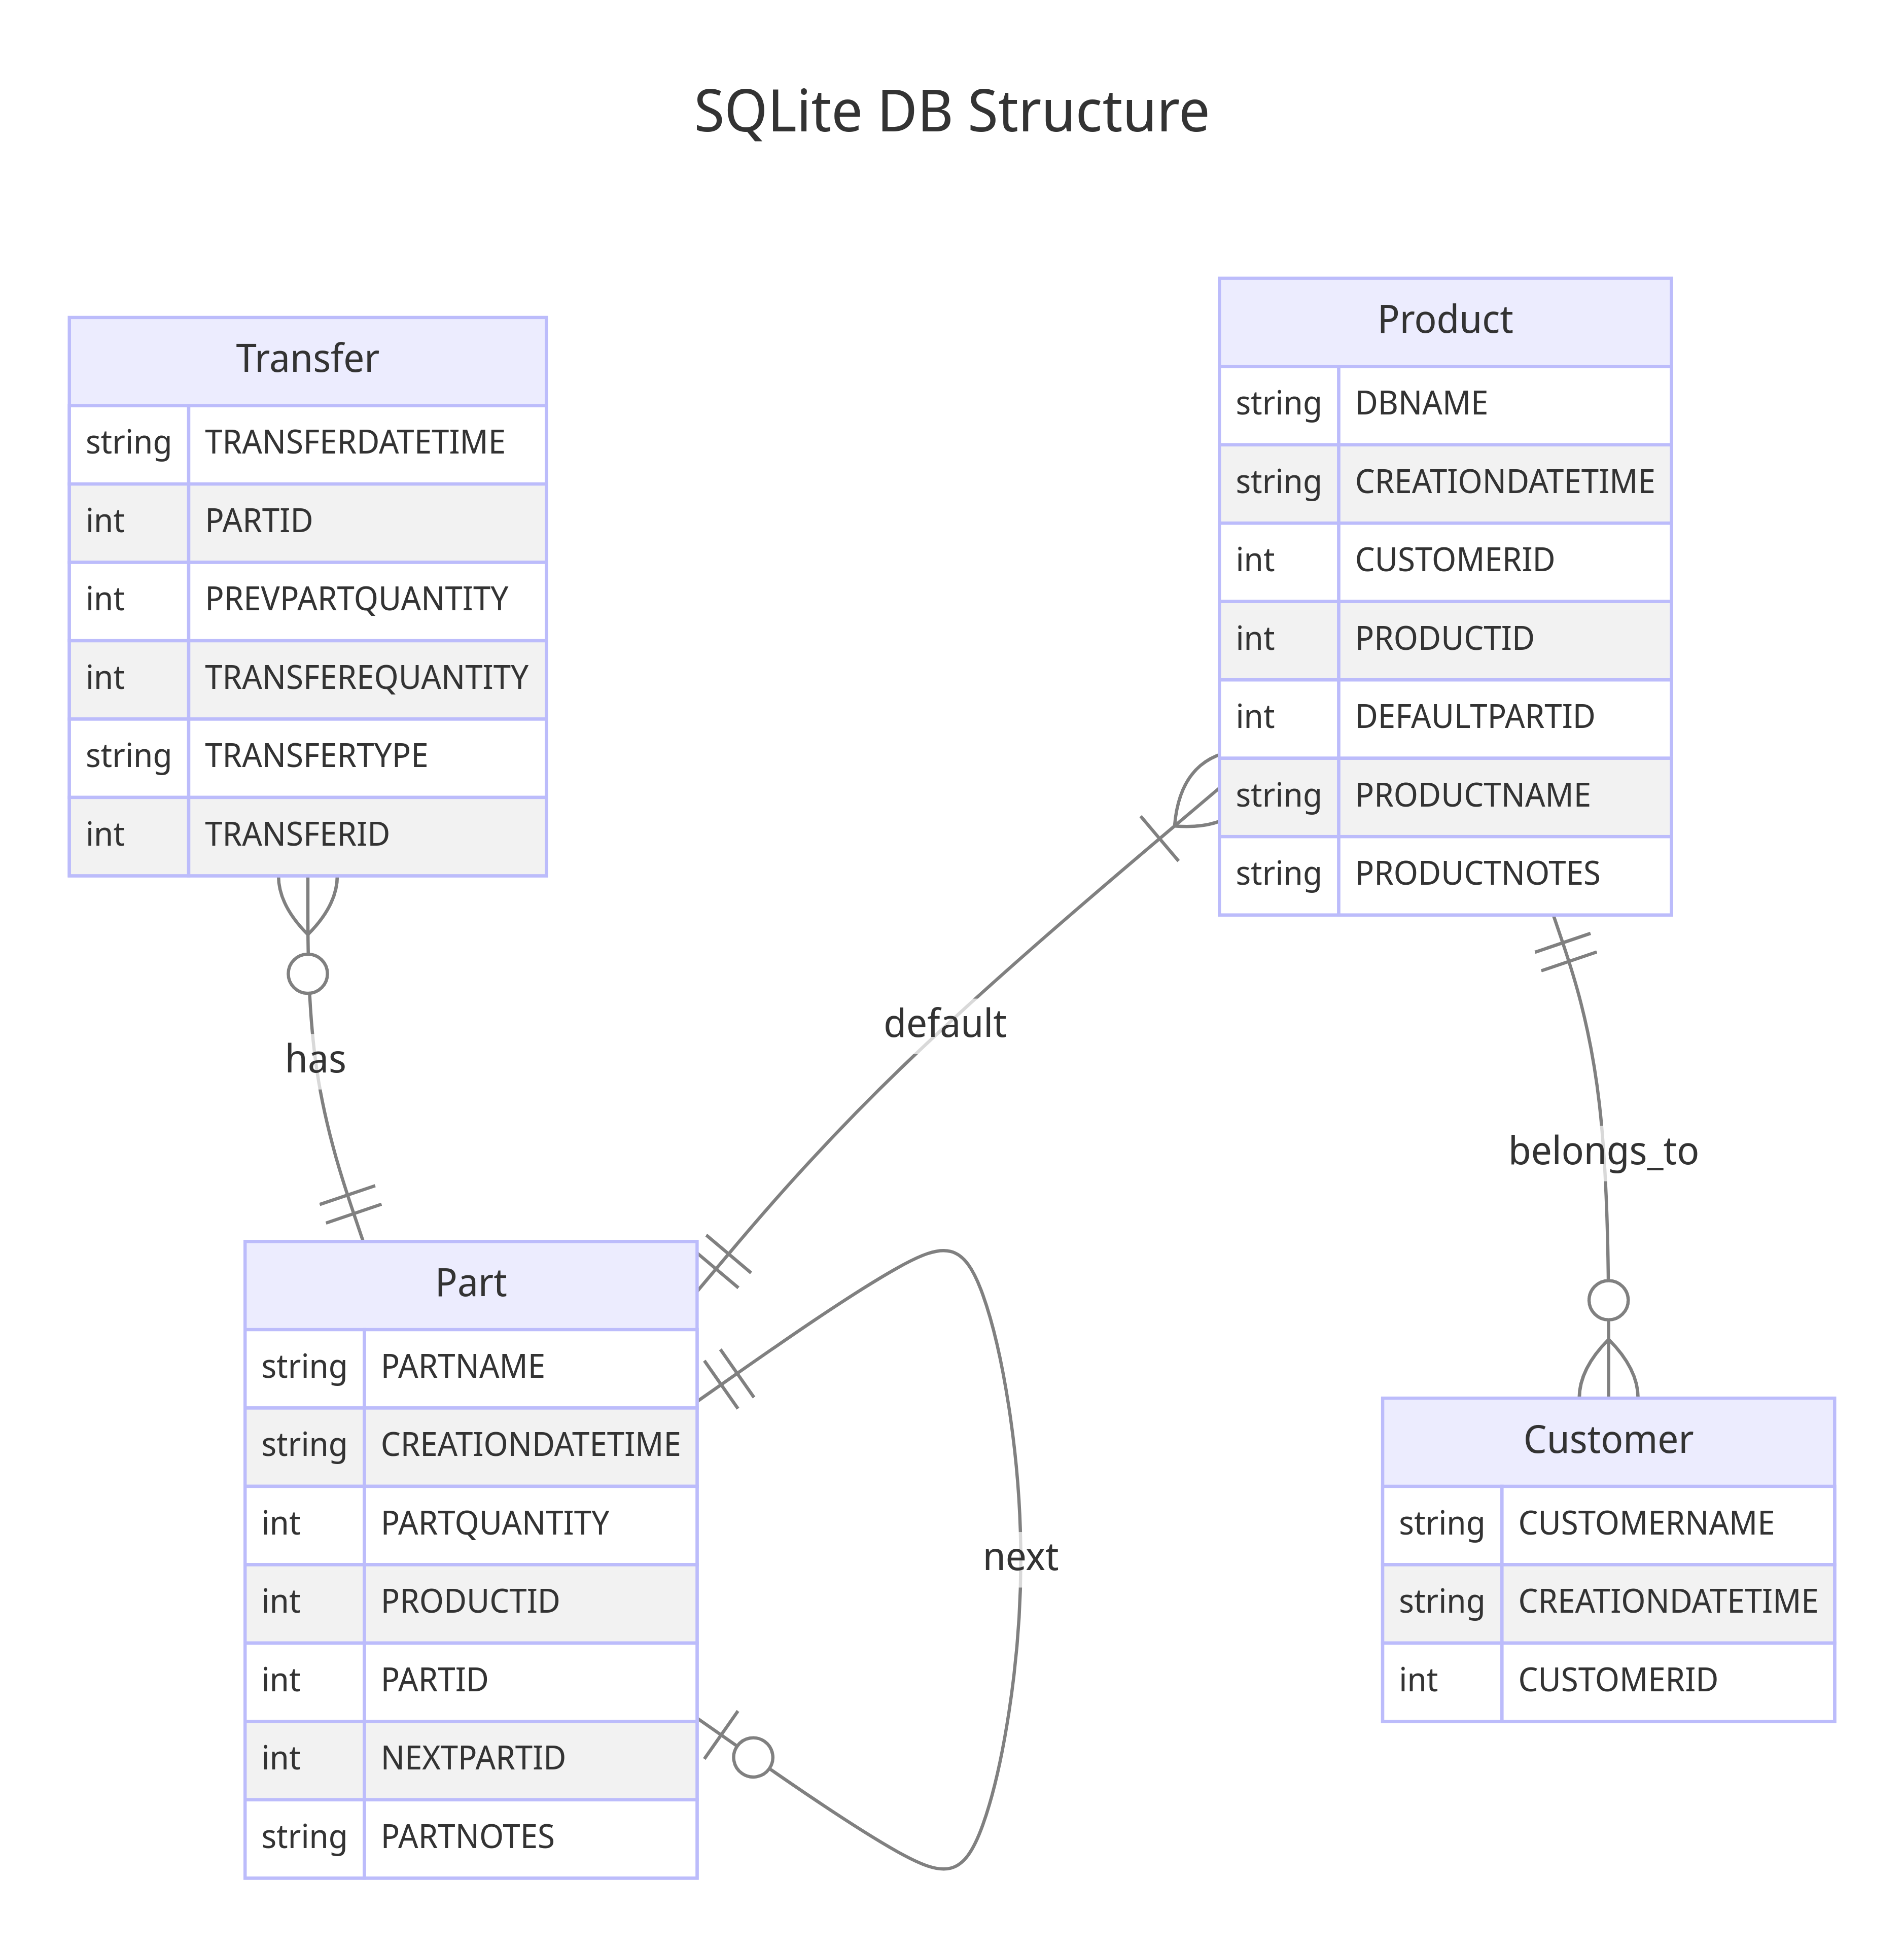 SQLite DB Structure
Transfer
string TRANSFERDATETIME
int PARTID
int PREVPARTQUANTITY
int TRANSFEREQUANTITY
string TRANSFERTYPE
int TRANSFERID
Product
string DBNAME
string CREATIONDATETIME
int CUSTOMERID
int PRODUCTID
int DEFAULTPARTID
string PRODUCTNAME
string PRODUCTNOTES
has
default
belongs_to
Part
string PARTNAME
string CREATIONDATETIME
int PARTQUANTITY
int PRODUCTID
int PARTID
int NEXTPARTID
string PARTNOTES
next
Customer
string CUSTOMERNAME
string CREATIONDATETIME
int CUSTOMERID